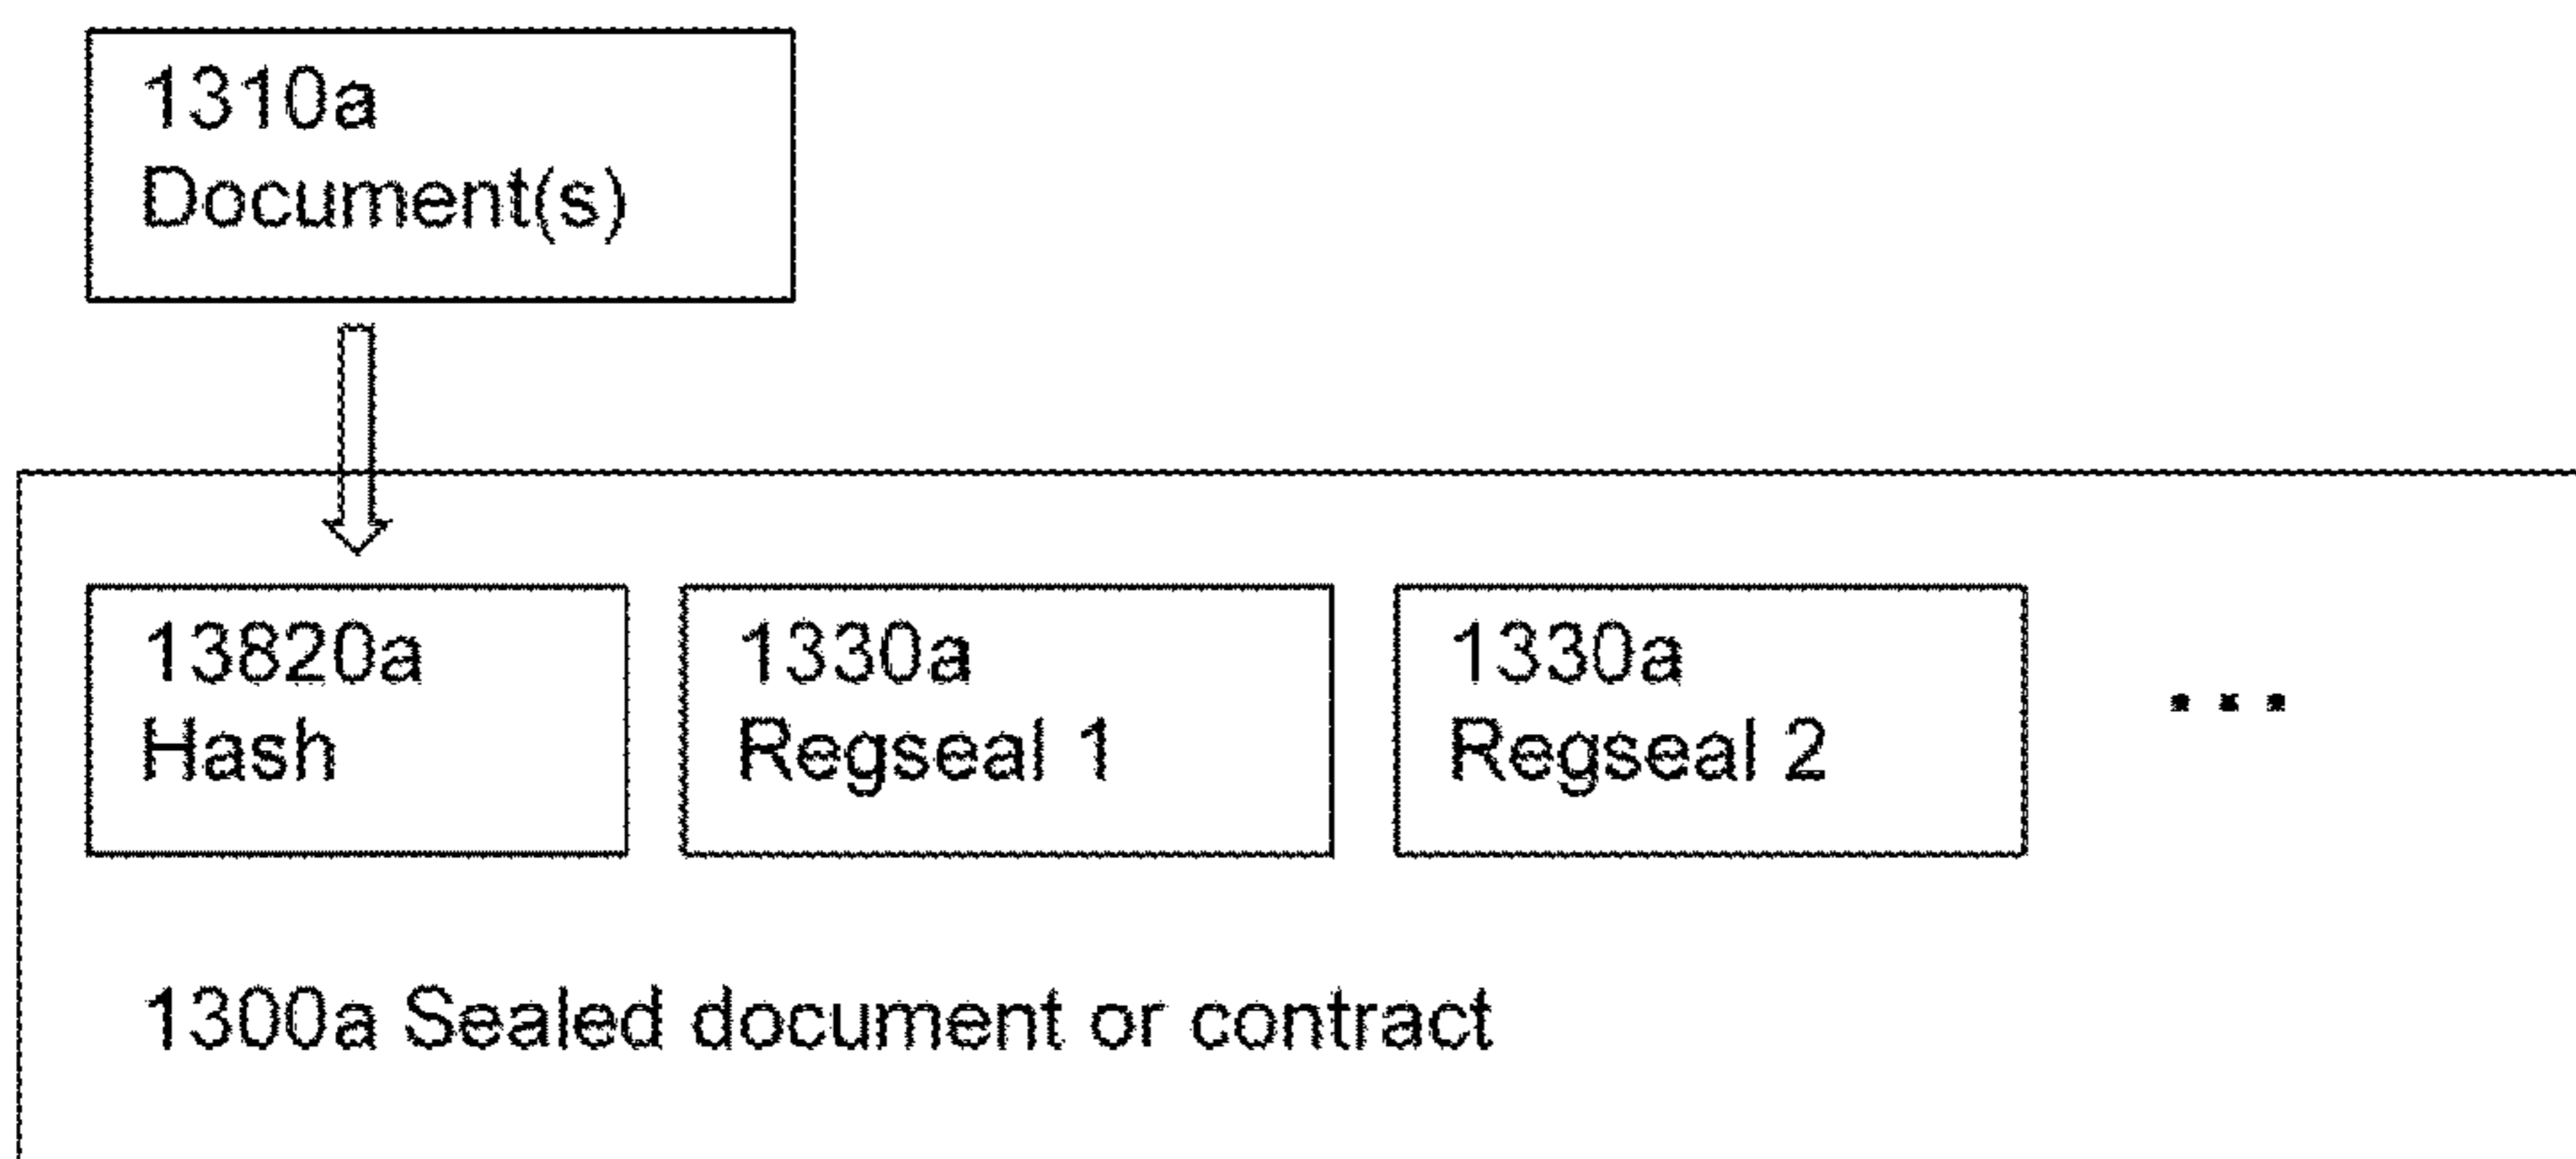 1310a
Document(s)
13820a
Hash
1330a
Regseal 1
1330a
Regseal 2
...
1300a Sealed document or contract